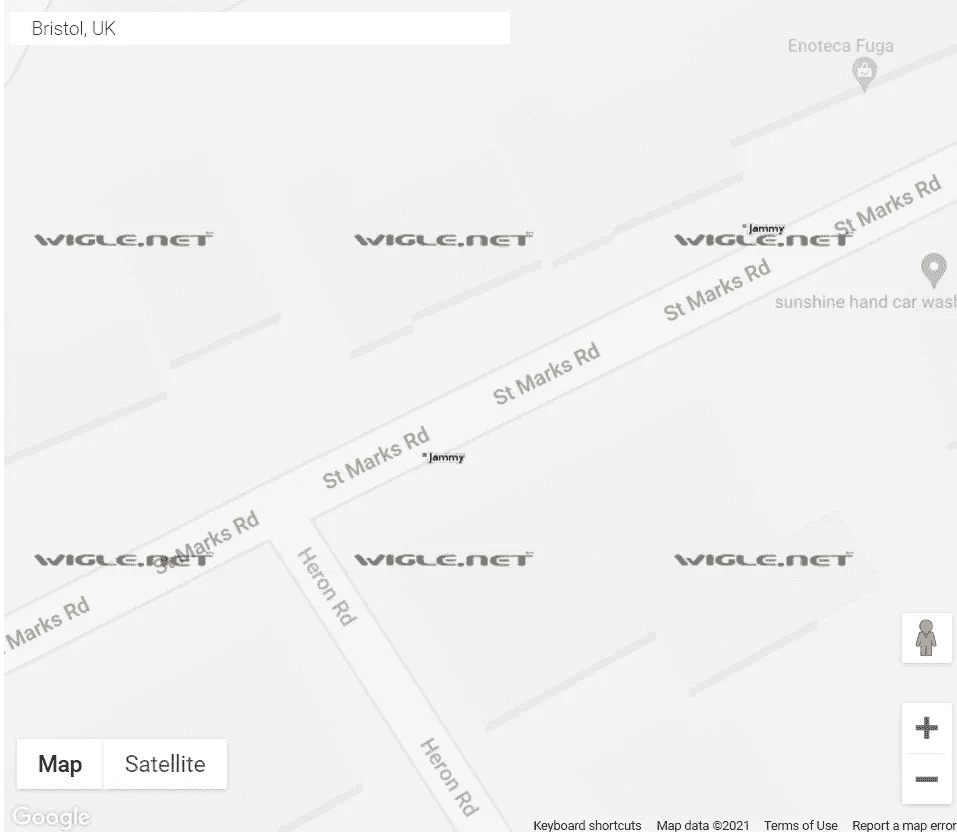 Bristol, UK
Enoteca Fuga
St Marks Rd
WIGLE.NET
WIGLE.NET
Jammy
WIGLE.NET
St Marks Rd
sunshine hand car wash
St Marks Rd
St Marks Rd
Jammy
St Marks Rd
WIGLE.NET
WIGLE.NET
WIGLE.NET
Heron Rd
Marks Rd
Heron Rd
Map
Satellite
Google
Keyboard shortcuts
Map data ©2021
Terms of Use
Report a map error